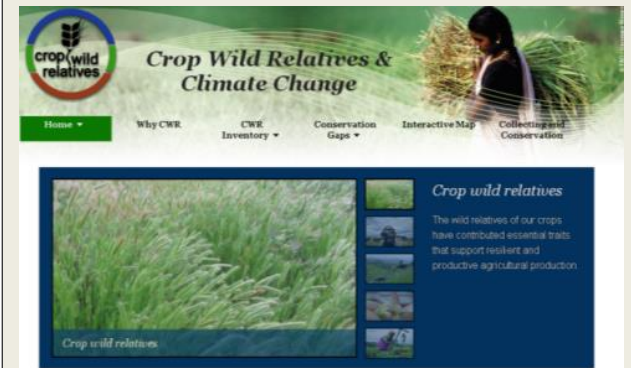 crop wild
relatives
Crop Wild Relatives &
Climate Change
Home
Why CWR
CWR
Inventory
Conservation
Gaps
Interactive Map
Collecting and
Conservation
Crop wild relatives
The wild relatives of our crops
have contributed essential traits
that support resilient and
productive agricultural production
Crop wild relatives